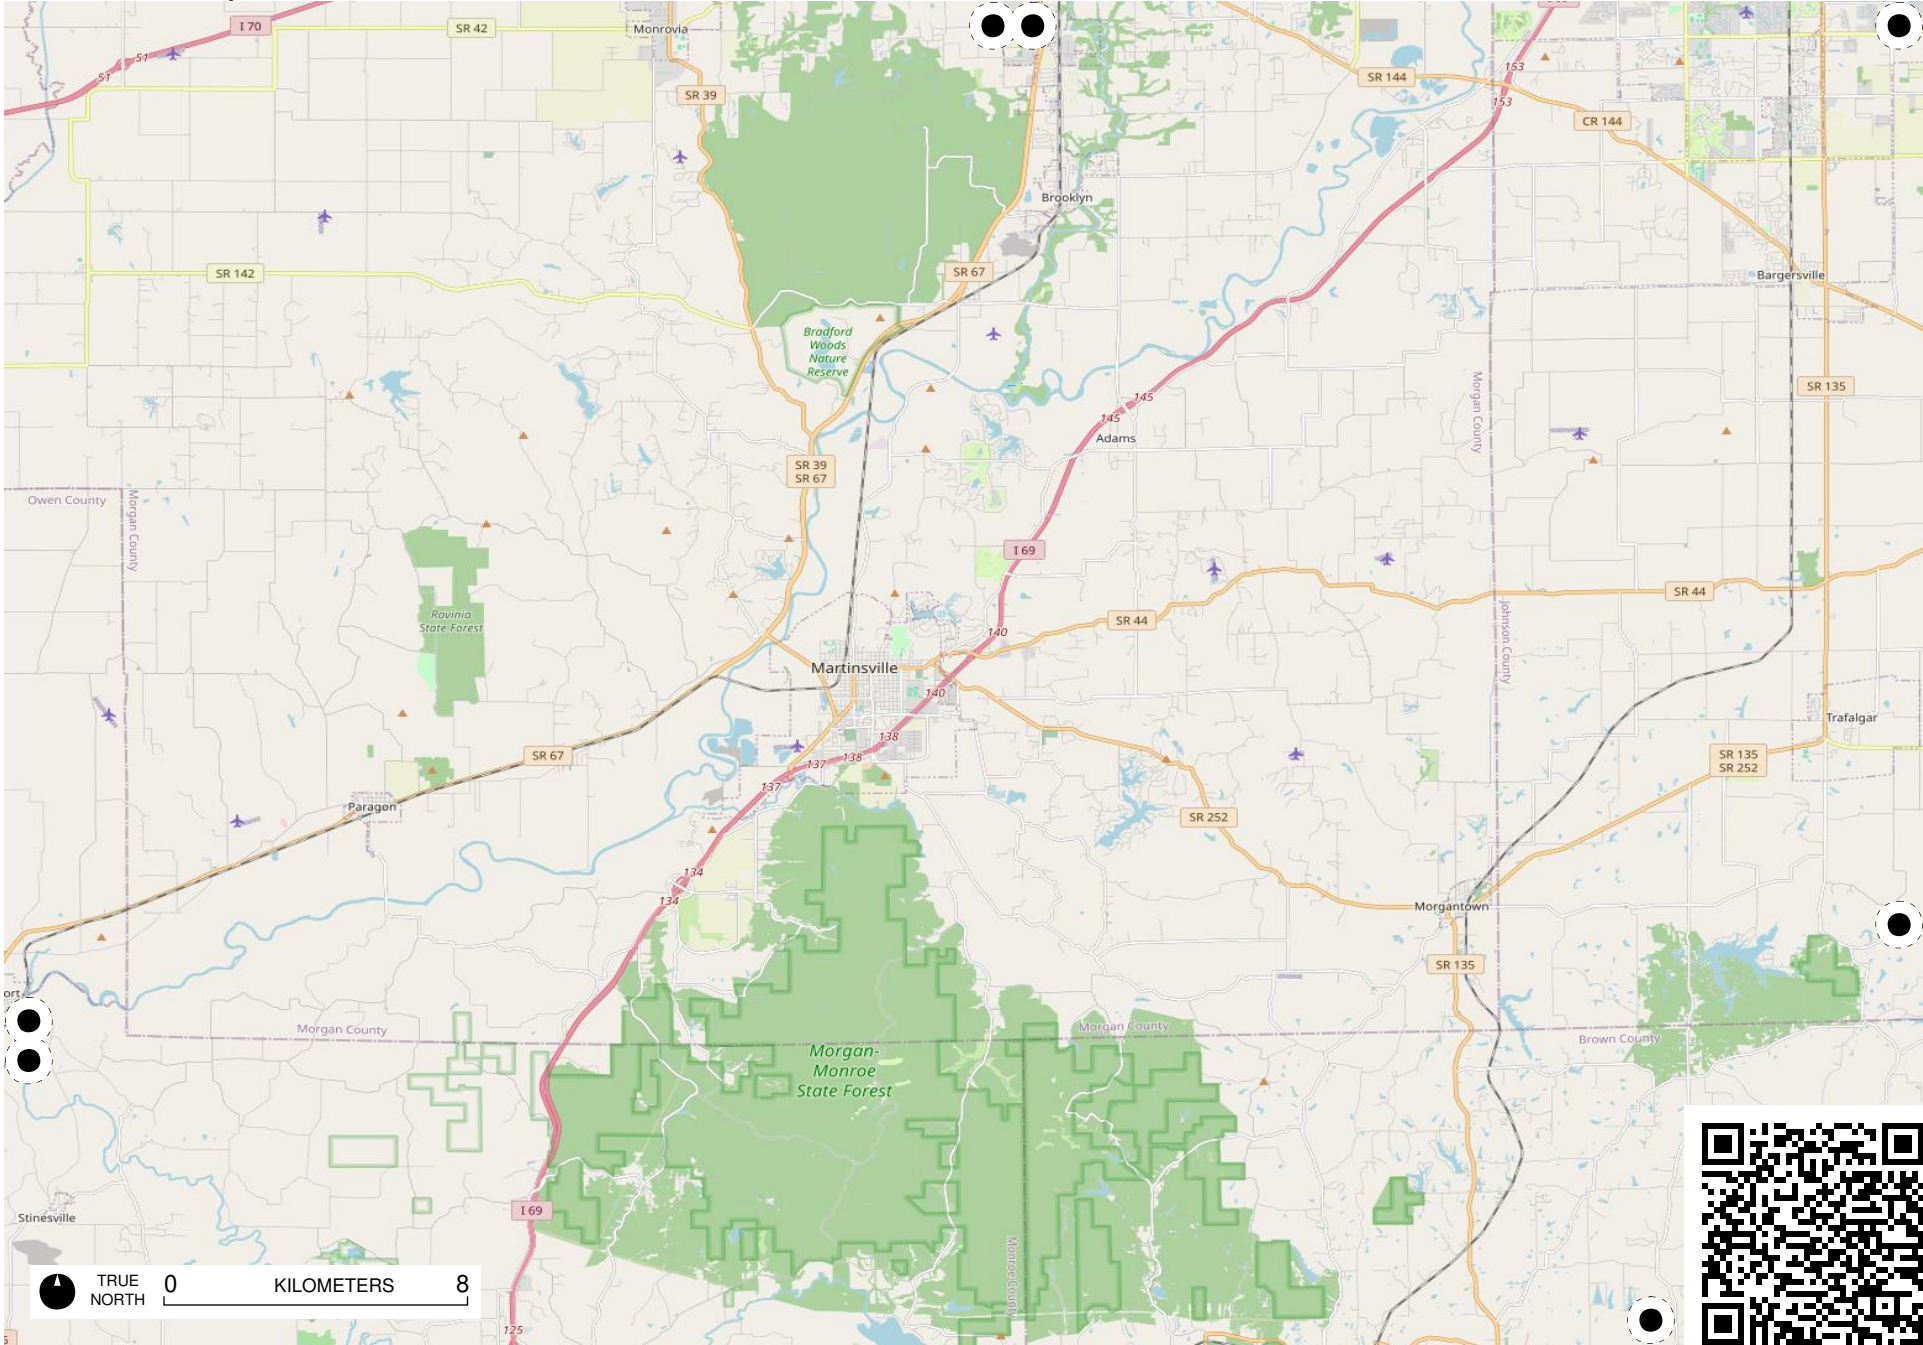 I 70
SR 42
Monrovia
51
51
SR 39
SR 144
153
153
CR 144
Brooklyn
SR 142
SR 67
Bargersville
Bradford
Woods
Nature
Reserve
SR 135
Morgan County
145
145
Adams
SR 39
SR 67
Owen County
Morgan County
I 69
SR 44
SR 44
Ravinia
State Forest
140
Johnson County
Martinsville
140
Trafalgar
138
SR 67
137
138
137
SR 135
SR 252
Paragon
SR 252
134
134
Morgantown
SR 135
ort
Morgan County
Morgan County
Brown County
Morgan-
Monroe
State Forest
I 69
Stinesville
Monroe County
TRUE
NORTH
0 KILOMETERS 8
125